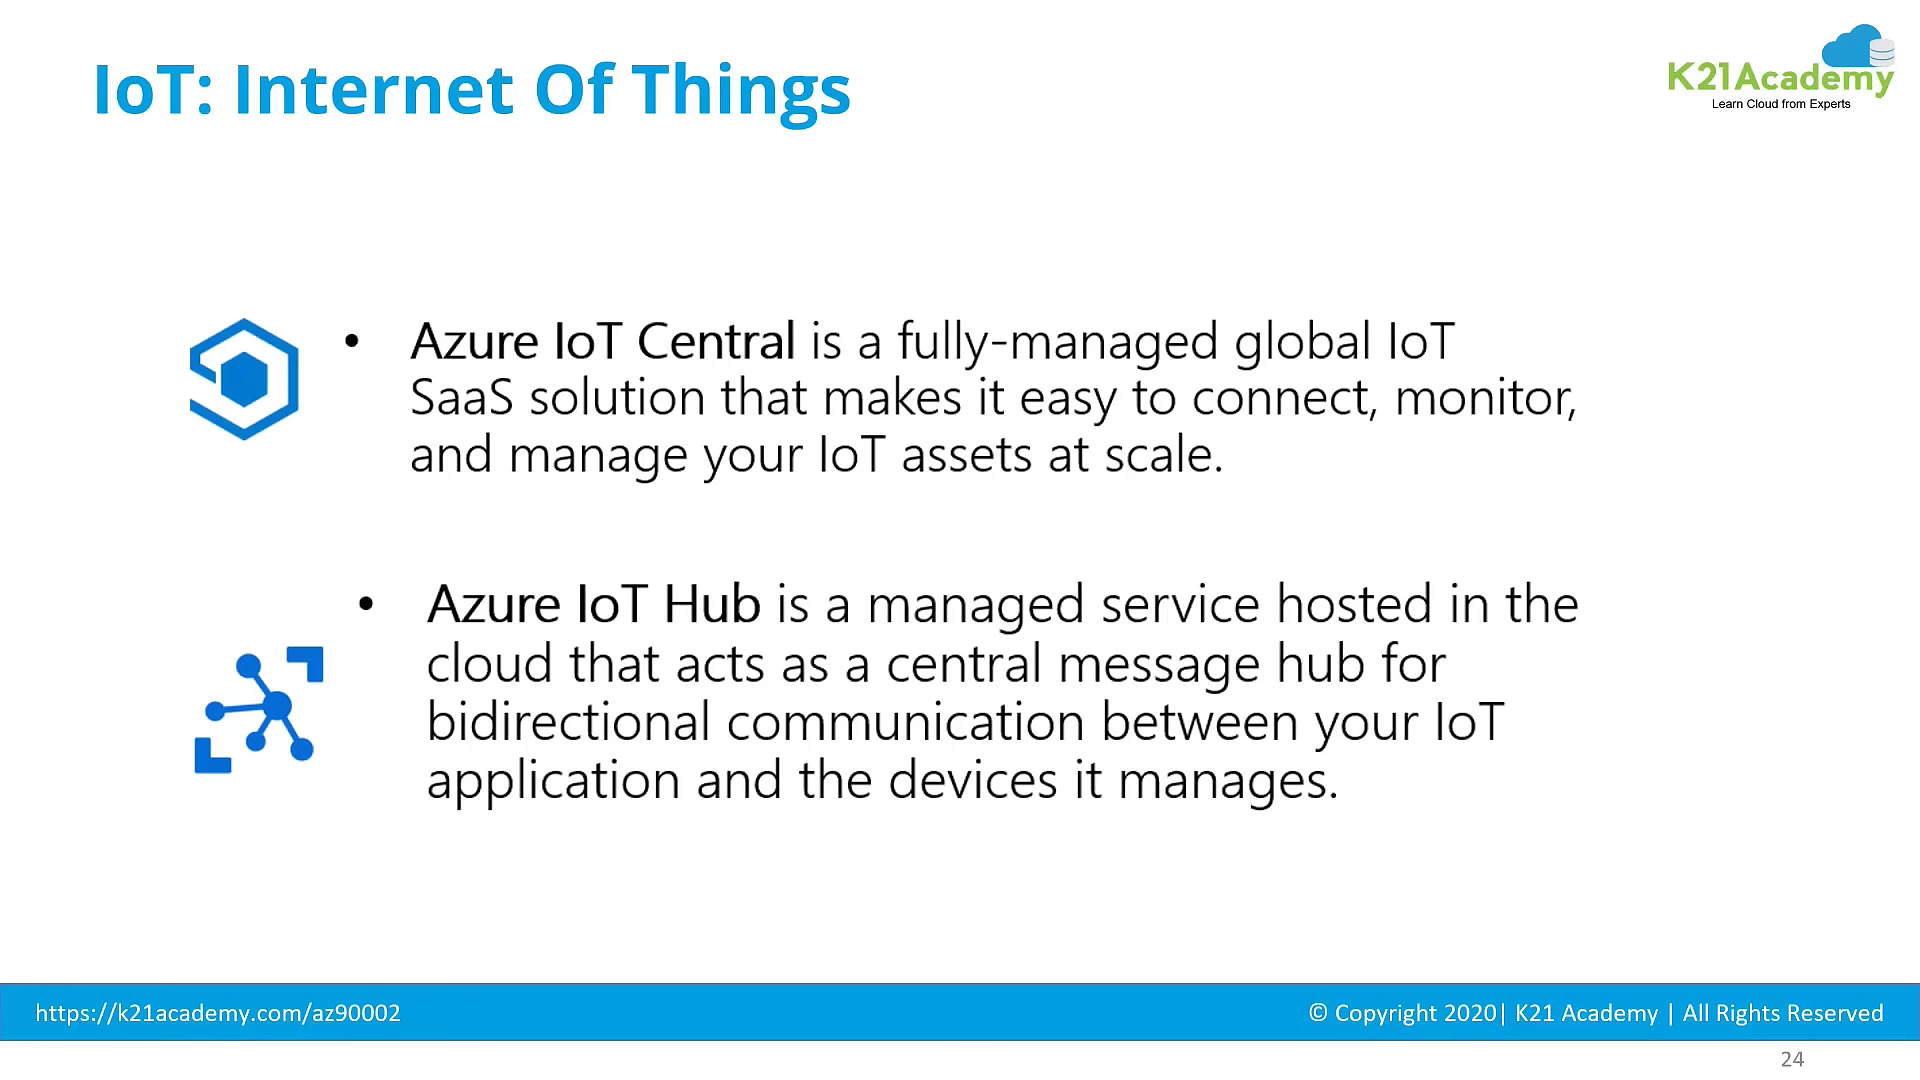 IoT: Internet Of Things
K21Academy
Learn Cloud from Experts
• Azure IoT Central is a fully-managed global IoT
SaaS solution that makes it easy to connect, monitor,
and manage your IoT assets at scale.
• Azure IoT Hub is a managed service hosted in the
cloud that acts as a central message hub for
bidirectional communication between your IoT
application and the devices it manages.
https://k21academy.com/az90002
© Copyright 2020| K21 Academy | All Rights Reserved
24